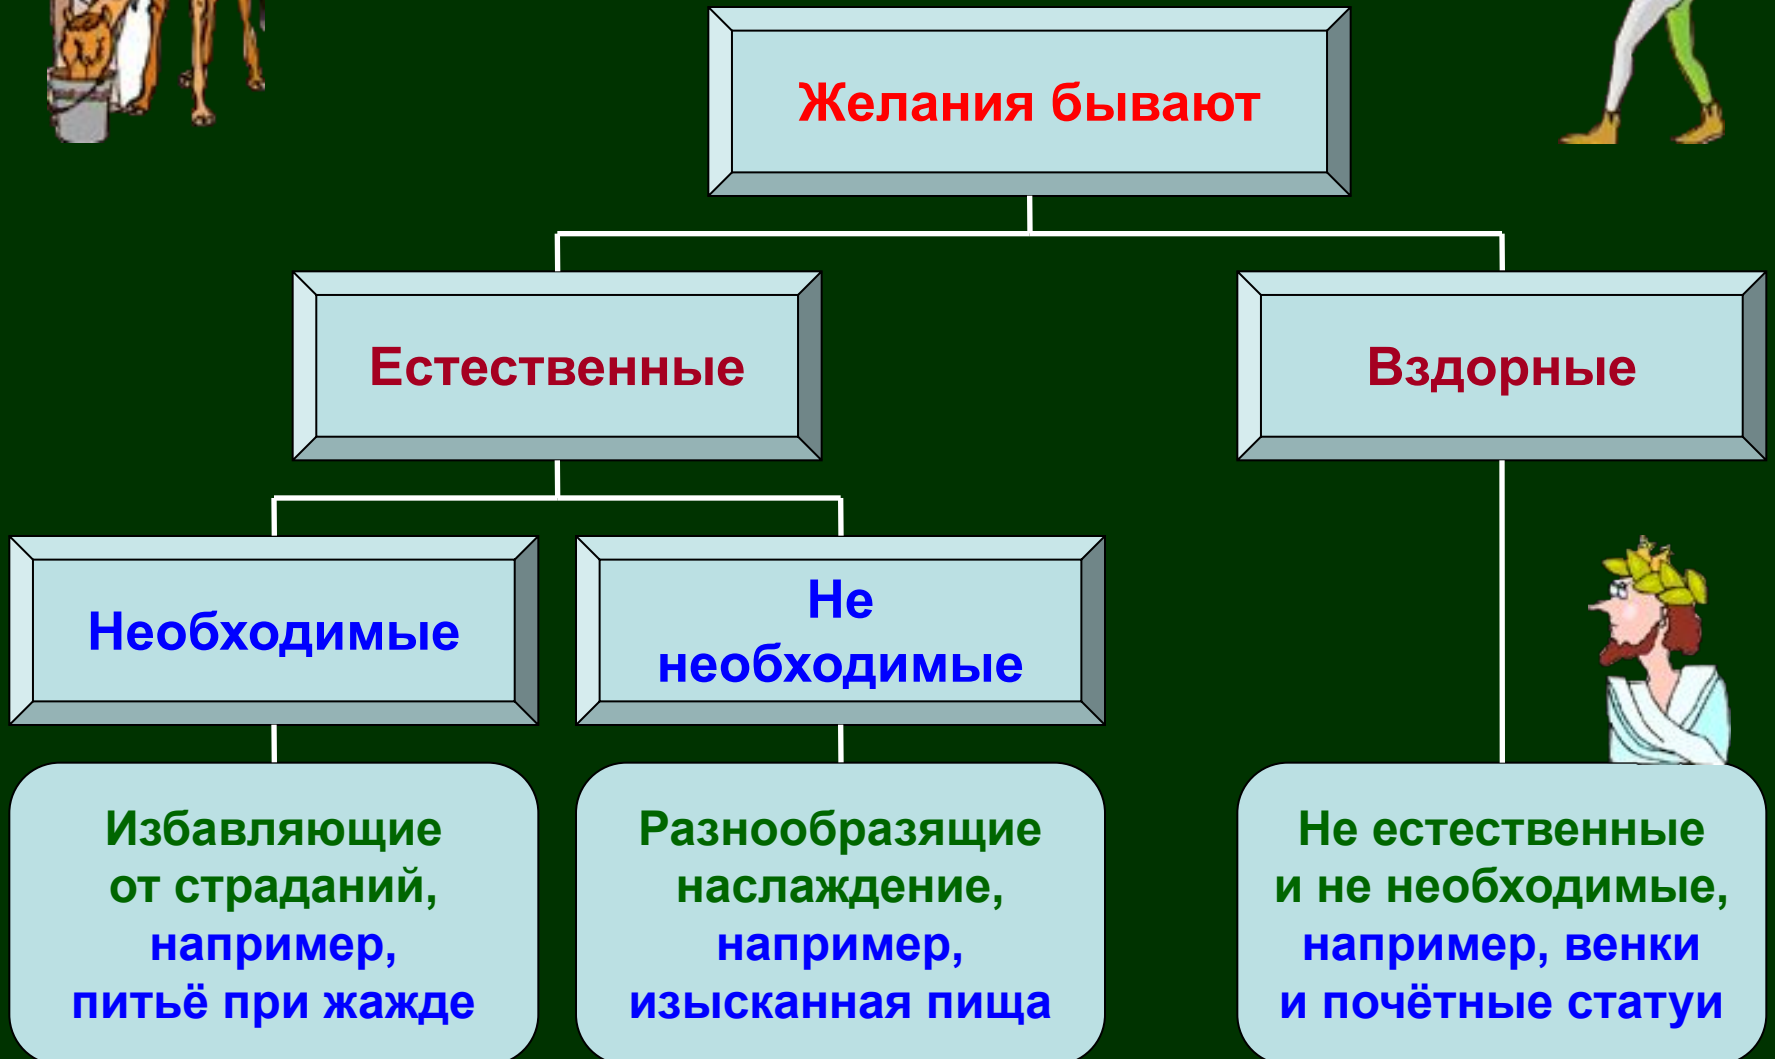 Желания бывают
Естественные
Вздорные
Необходимые
Не
необходимые
Избавляющие
от страданий,
например,
питьё при жажде
Разнообразящие
наслаждение,
например,
изысканная пища
Не естественные
и не необходимые,
например, венки
и почётные статуи